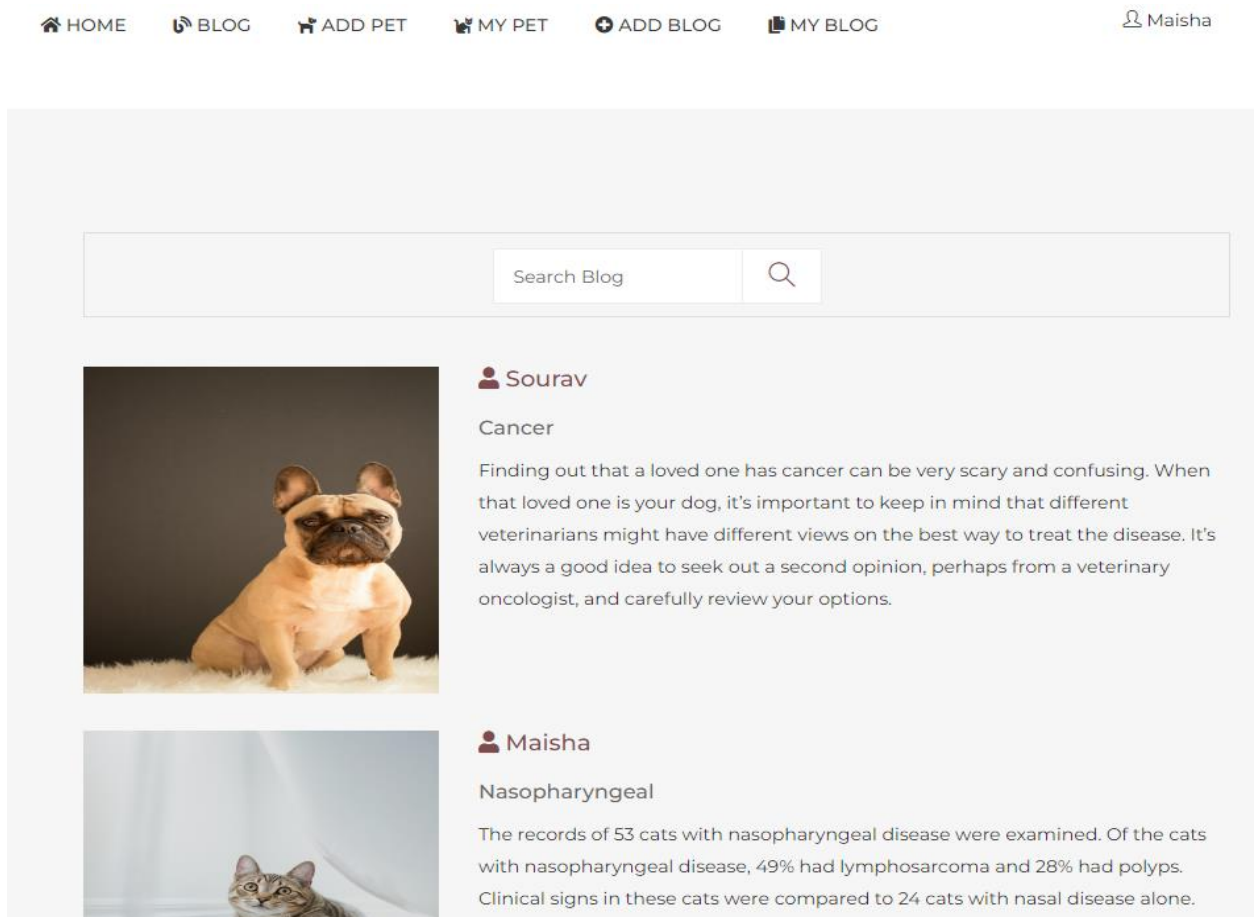 HOME BLOG ADD PET MY PET ADD BLOG MY BLOG Maisha
Search Blog
Sourav
Cancer
Finding out that a loved one has cancer can be very scary and confusing. When
that loved one is your dog, it’s important to keep in mind that different
veterinarians might have different views on the best way to treat the disease. It’s
always a good idea to seek out a second opinion, perhaps from a veterinary
oncologist, and carefully review your options.
Maisha
Nasopharyngeal
The records of 53 cats with nasopharyngeal disease were examined. Of the cats
with nasopharyngeal disease, 49% had lymphosarcoma and 28% had polyps.
Clinical signs in these cats were compared to 24 cats with nasal disease alone.